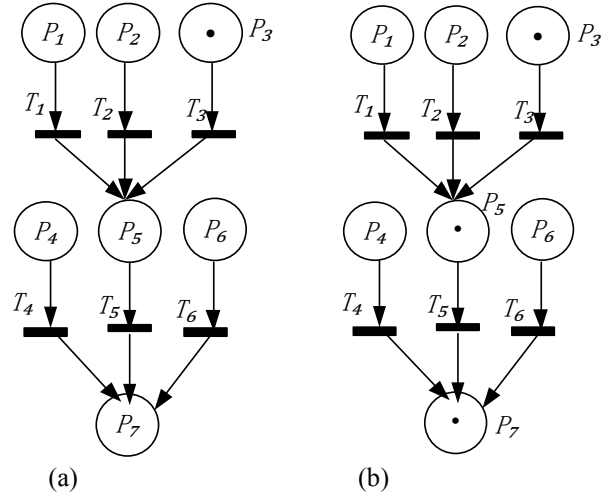 P1 P2 P3 P1 P2 P3
T1 T2 T3 T1 T2 T3
P4 P5 P6 P4 P5 P6
T4 T5 T6 T4 T5 T6
P7 P7
(a) (b)